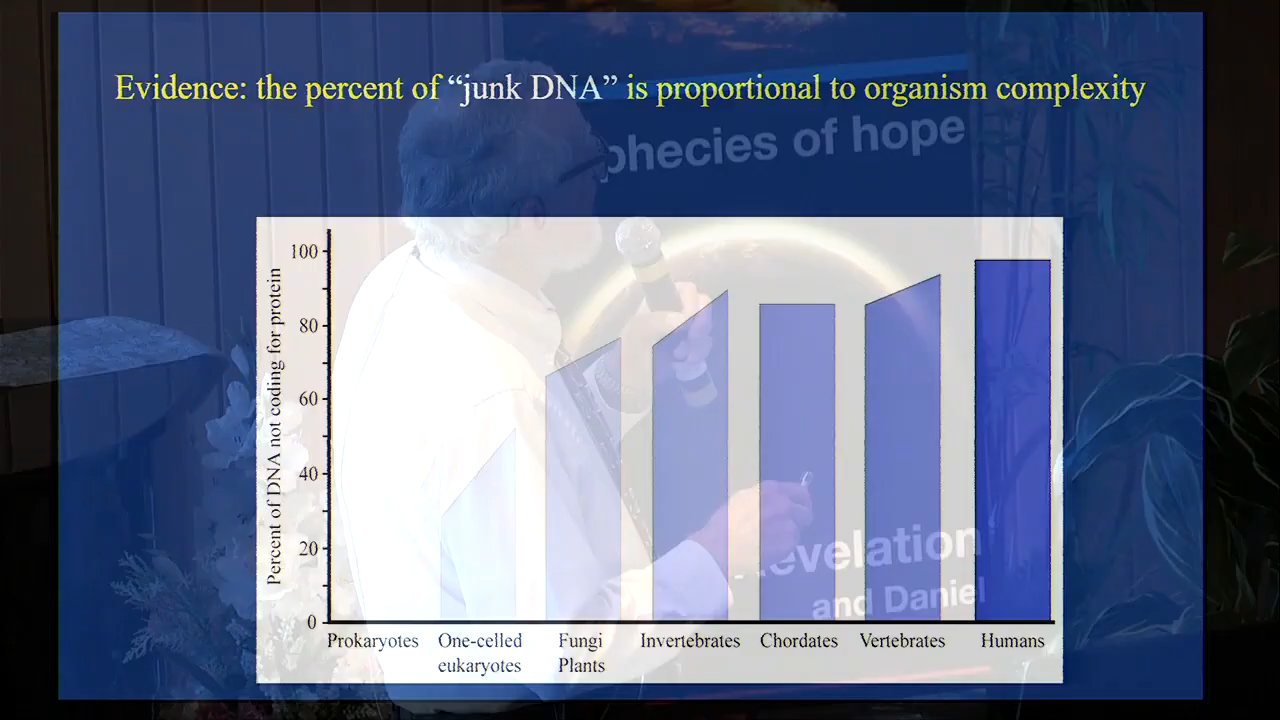 Evidence: the percent of “junk DNA” is proportional to organism complexity
phecies of hope
Percent of DNA not coding for protein
100
80
60
40
20
0
Prokaryotes
One-celled
eukaryotes
Fungi
Plants
Invertebrates
Chordates
Vertebrates
Humans
evelation
and Daniel